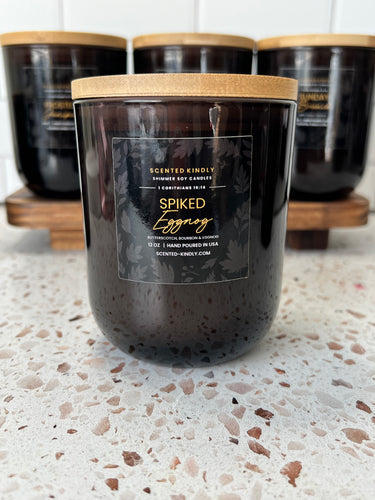 SCENTED KINDLY
SHIMMER SOY CANDLES
1 CORINTHIANS 16:14
SPIKED
Eggnog
BUTTERSCOTCH, BOURBON & EGGNOG
12 OZ | HAND POURED IN USA
SCENTED-KINDLY.COM
SUNDAY